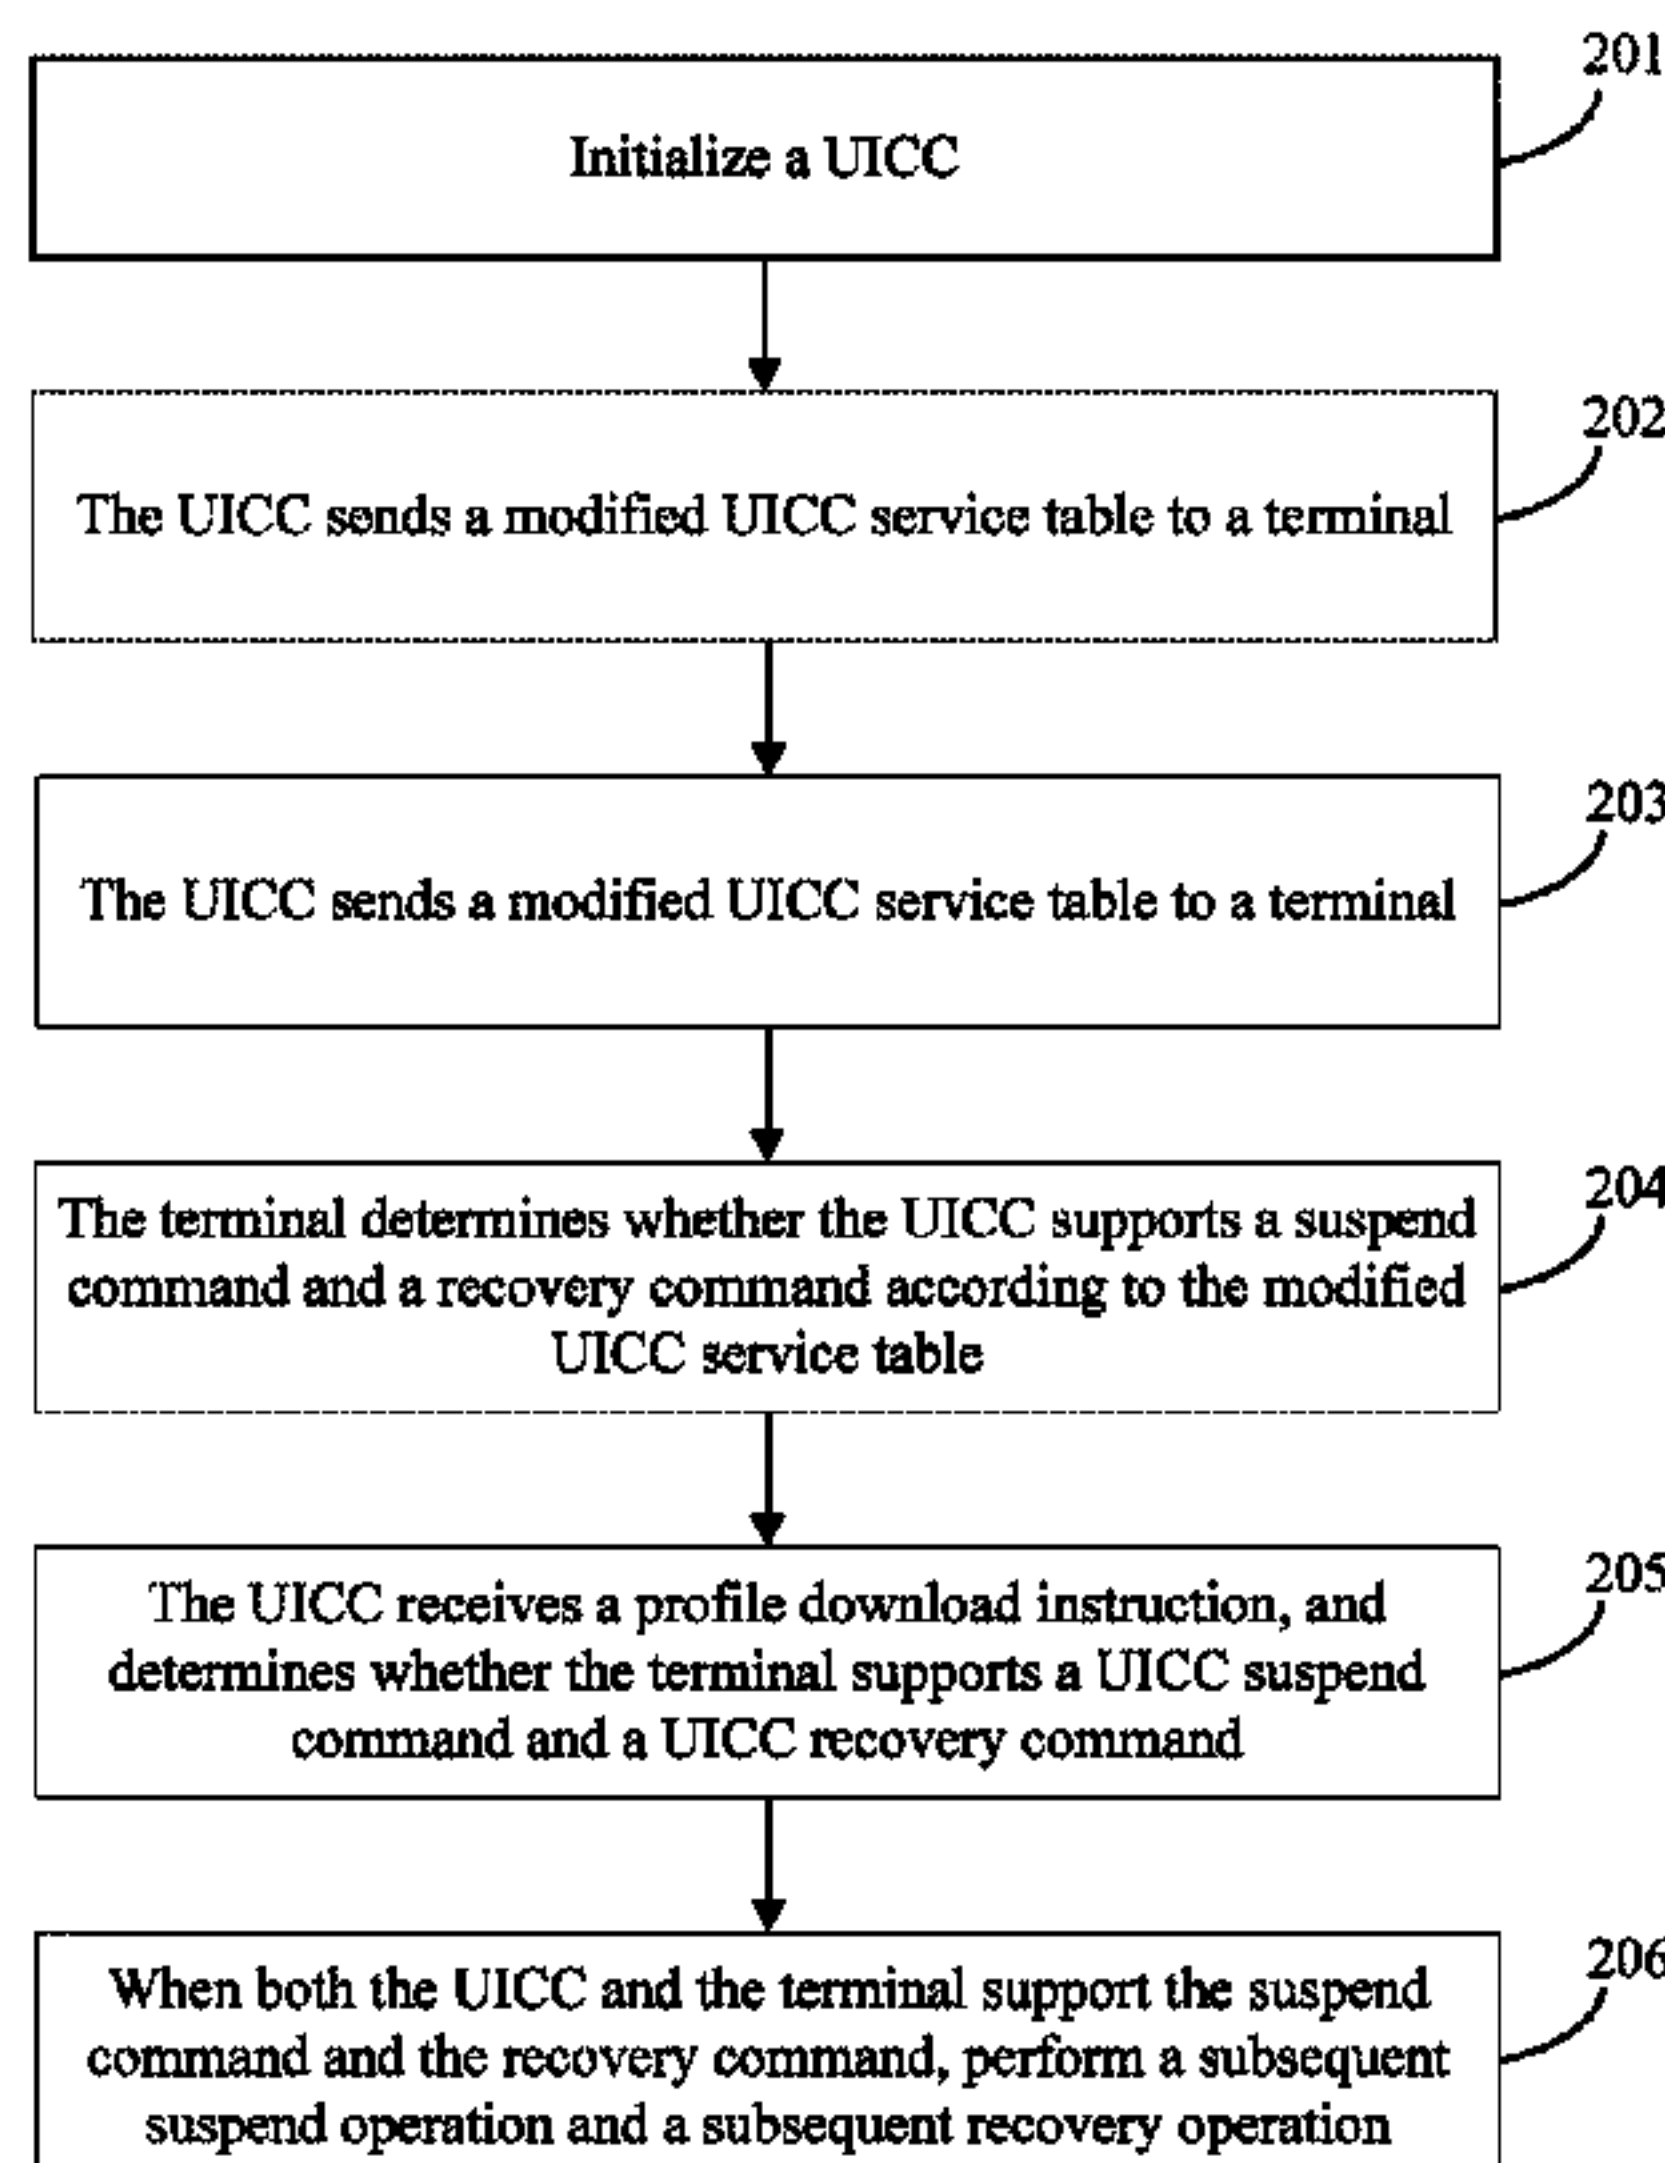 201
Initialize a UICC
202
The UICC sends a modified UICC service table to a terminal
203
The UICC sends a modified UICC service table to a terminal
204
The terminal determines whether the UICC supports a suspend
command and a recovery command according to the modified
UICC service table
205
The UICC receives a profile download instruction, and
determines whether the terminal supports a UICC suspend
command and a UICC recovery command
206
When both the UICC and the terminal support the suspend
command and the recovery command, perform a subsequent
suspend operation and a subsequent recovery operation